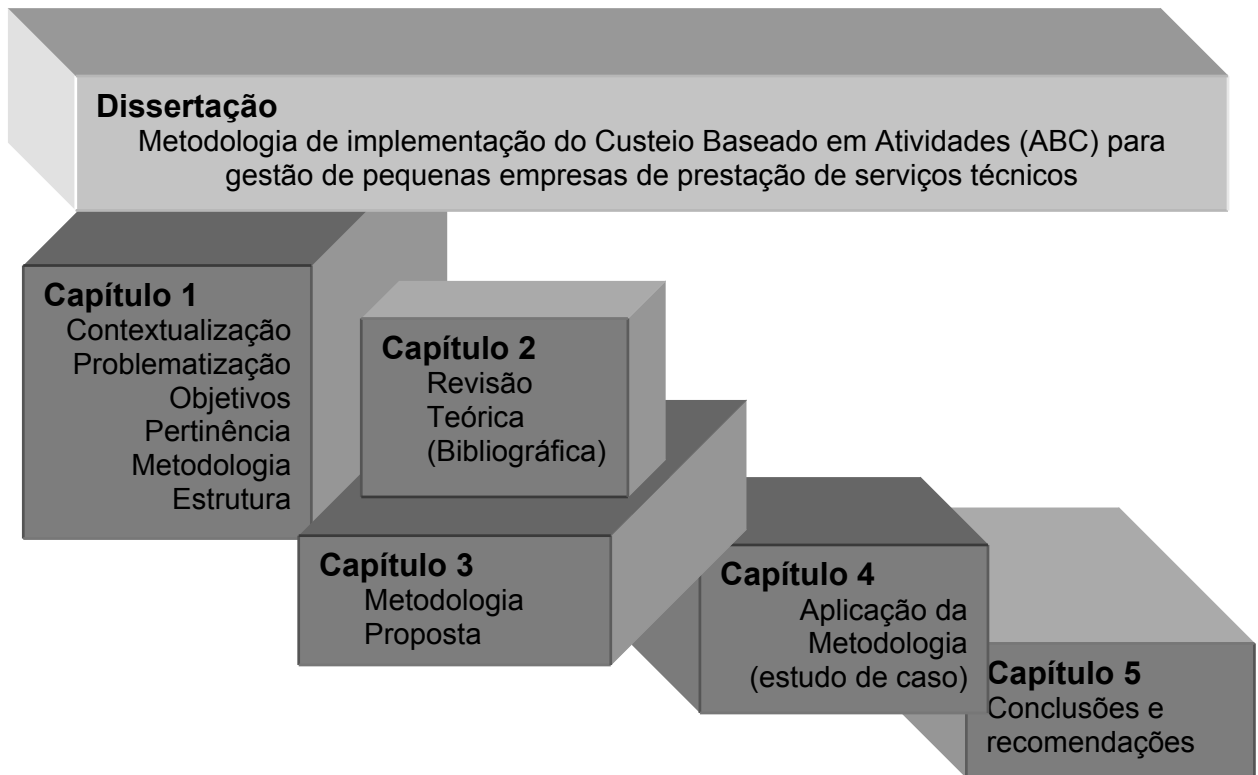 Dissertação
Metodologia de implementação do Custeio Baseado em Atividades (ABC) para
gestão de pequenas empresas de prestação de serviços técnicos
Capítulo 1
Contextualização
Problematização
Objetivos
Pertinência
Metodologia
Estrutura
Capítulo 2
Revisão
Teórica
(Bibliográfica)
Capítulo 3
Metodologia
Proposta
Capítulo 4
Aplicação da
Metodologia
(estudo de caso)
Capítulo 5
Conclusões e
recomendações